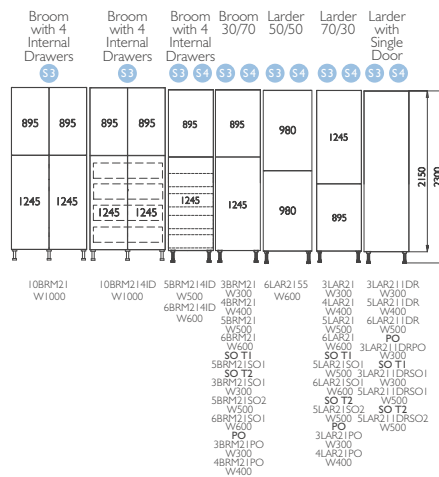 Broom
with 4
Internal
Drawers
S3
Broom
with 4
Internal
Drawers
S3
Broom
with 4
Internal
Drawers
S3 S4
Broom
30/70
S3 S4
Larder
50/50
S3 S4
Larder
70/30
S3 S4
Larder
with
Single
Door
S3 S4
895 895
1245 1245
895 895
1245 1245
895
1245
895
1245
980
980
1245
895
2150
2300
10BRM21
W1000
10BRM214ID
W1000
5BRM214ID
W500
6BRM214ID
W600
3BRM21
W300
4BRM21
W400
5BRM21
W500
6BRM21
W600
SO T1
5BRM21SO1
SO T2
3BRM21SO1
W300
5BRM21SO2
W500
6BRM21SO1
W600
PO
3BRM21PO
W300
4BRM21PO
W400
6LAR2155
W600
3LAR21
W300
4LAR21
W400
5LAR21
W500
6LAR21
W600
SO T1
5LAR21SO1
W500
6LAR21SO1
W600
SO T2
5LAR21SO2
W500
PO
3LAR21PO
W300
4LAR21PO
W400
3LAR211DR
W300
5LAR211DR
W400
6LAR211DR
W500
PO
3LAR211DRPO
W300
SO T1
3LAR211DRSO1
W300
5LAR211DRSO1
W500
SO T2
5LAR211DRSO2
W500